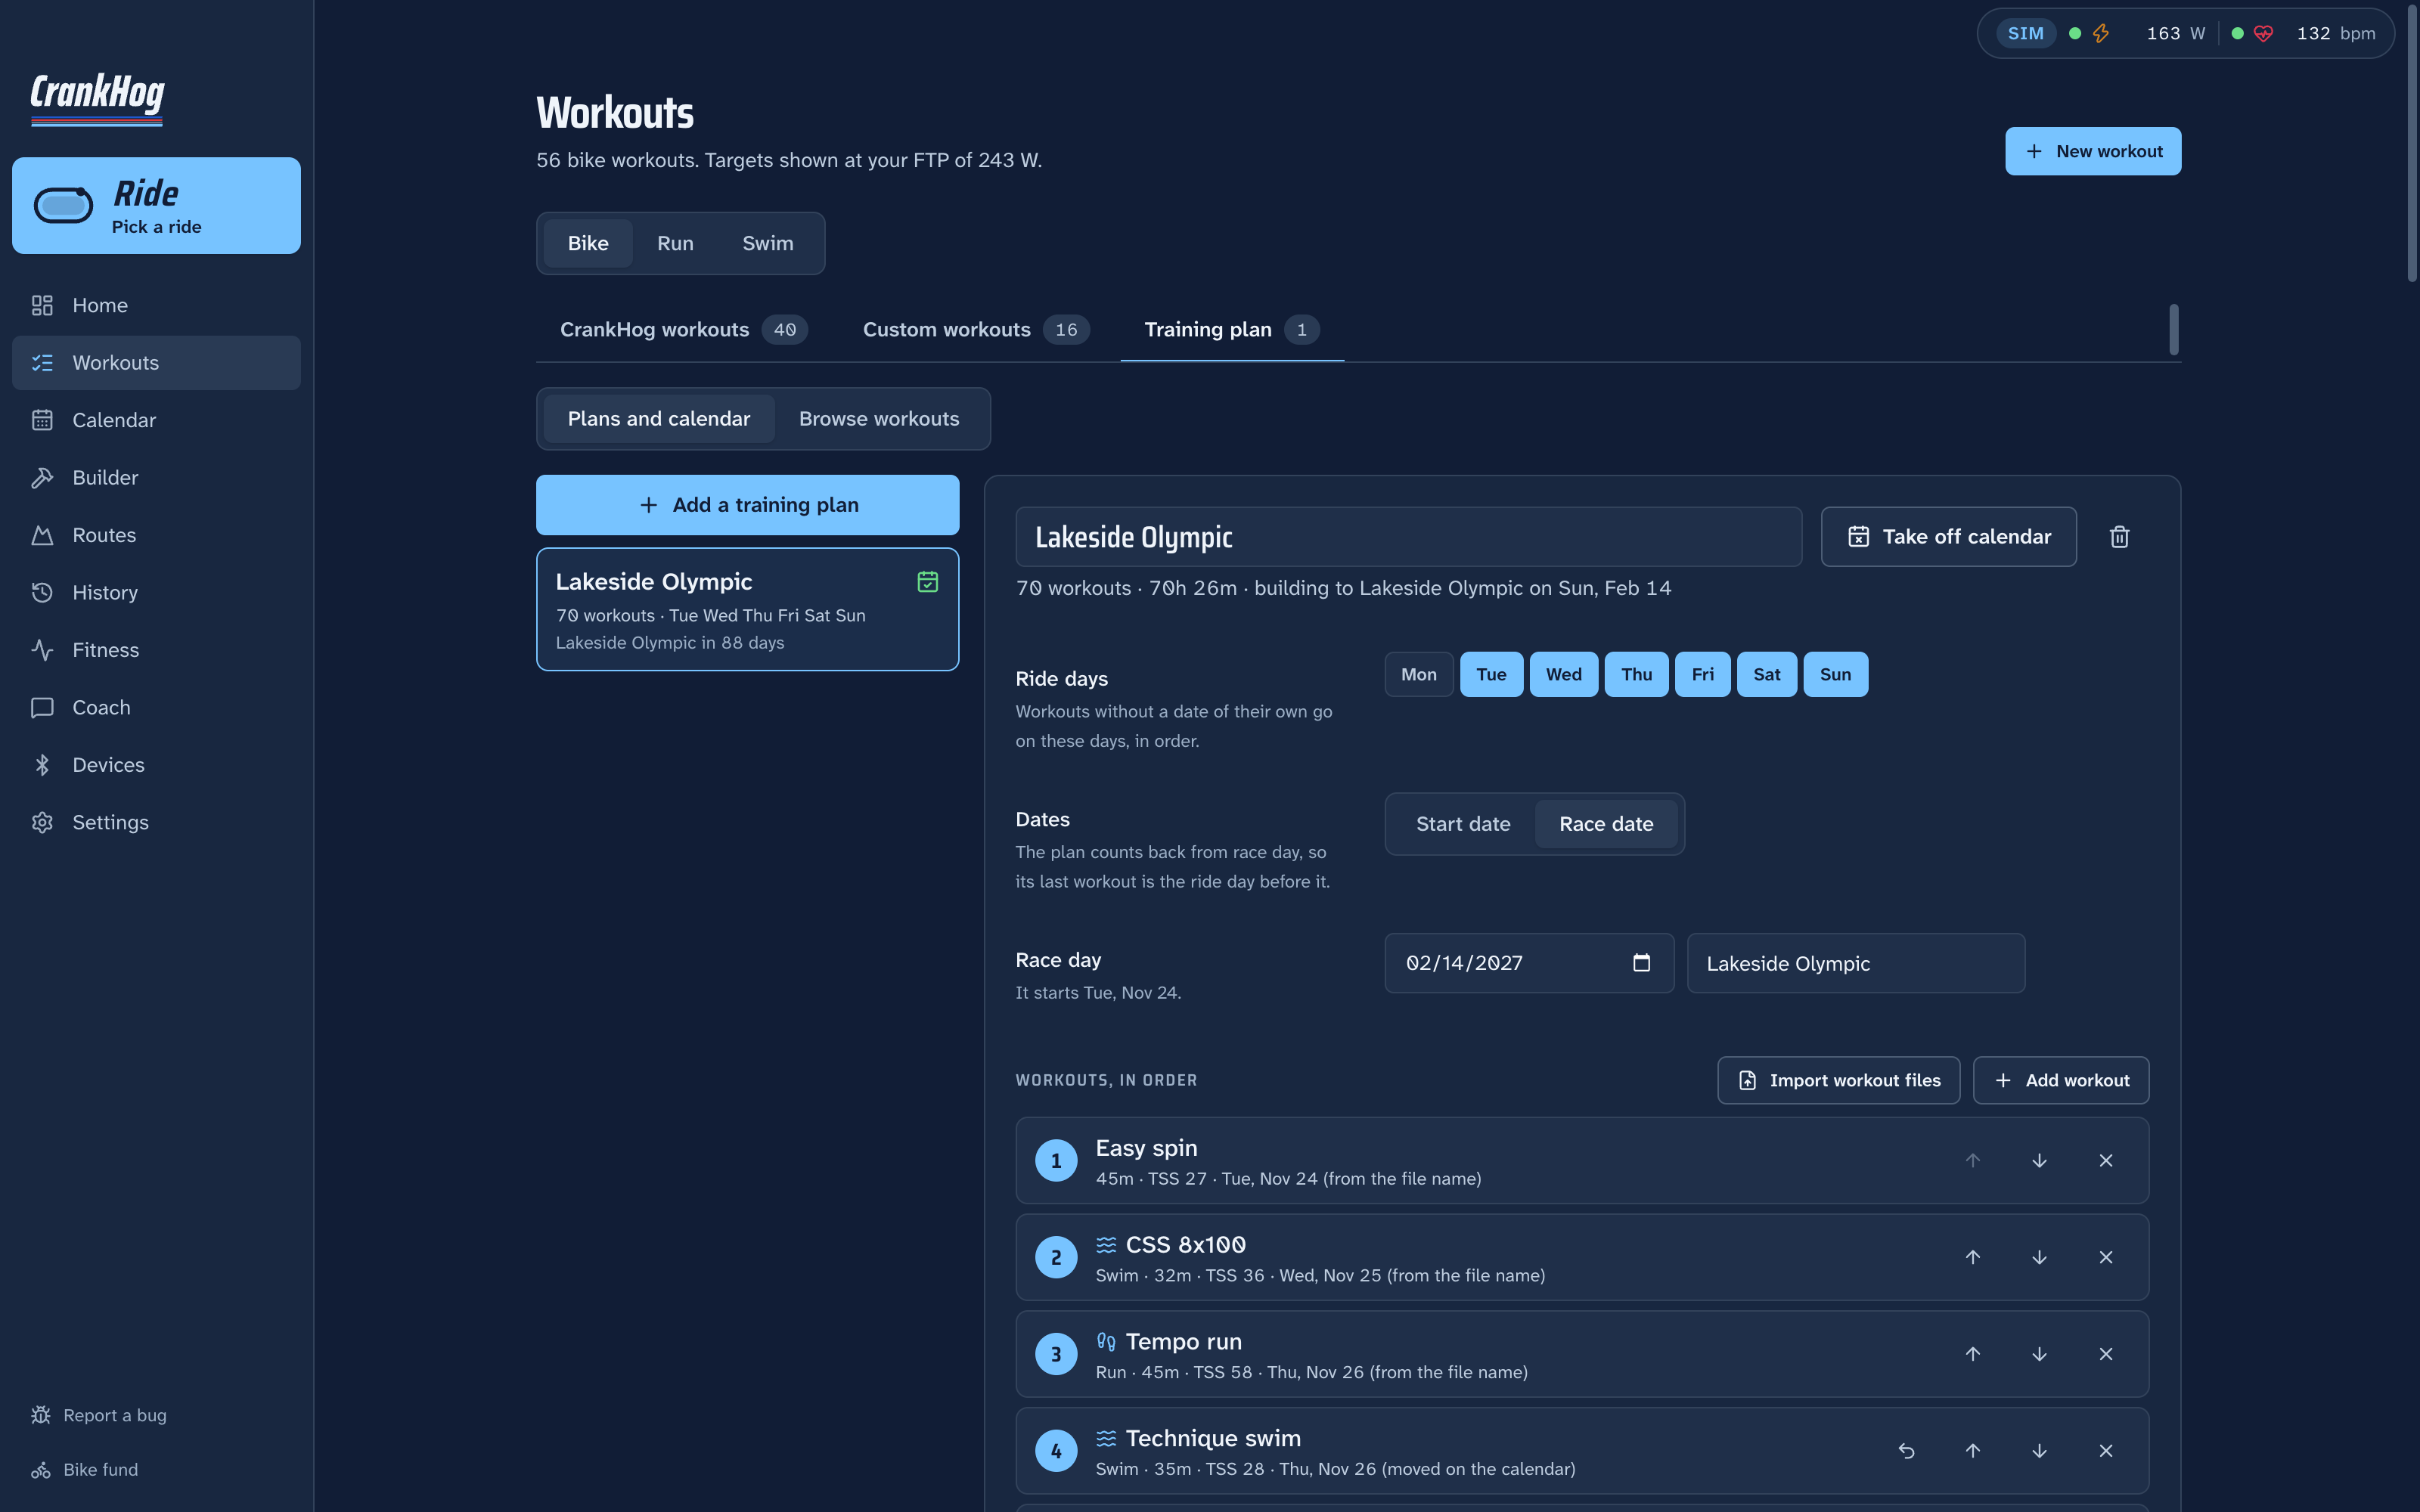 SIM 163 W 132 bpm
CrankHog
Ride
Pick a ride
Home
Workouts
Calendar
Builder
Routes
History
Fitness
Coach
Devices
Settings
Report a bug
Bike fund
Workouts
56 bike workouts. Targets shown at your FTP of 243 W.
New workout
Bike Run Swim
CrankHog workouts 40 Custom workouts 16 Training plan 1
Plans and calendar Browse workouts
Add a training plan
Lakeside Olympic
70 workouts · Tue Wed Thu Fri Sat Sun
Lakeside Olympic in 88 days
Lakeside Olympic Take off calendar
70 workouts · 70h 26m · building to Lakeside Olympic on Sun, Feb 14
Ride days
Workouts without a date of their own go
on these days, in order.
Mon Tue Wed Thu Fri Sat Sun
Dates
The plan counts back from race day, so
its last workout is the ride day before it.
Start date Race date
Race day
It starts Tue, Nov 24.
02/14/2027 Lakeside Olympic
WORKOUTS, IN ORDER
Import workout files Add workout
1 Easy spin
45m · TSS 27 · Tue, Nov 24 (from the file name)
2 CSS 8x100
Swim · 32m · TSS 36 · Wed, Nov 25 (from the file name)
3 Tempo run
Run · 45m · TSS 58 · Thu, Nov 26 (from the file name)
4 Technique swim
Swim · 35m · TSS 28 · Thu, Nov 26 (moved on the calendar)